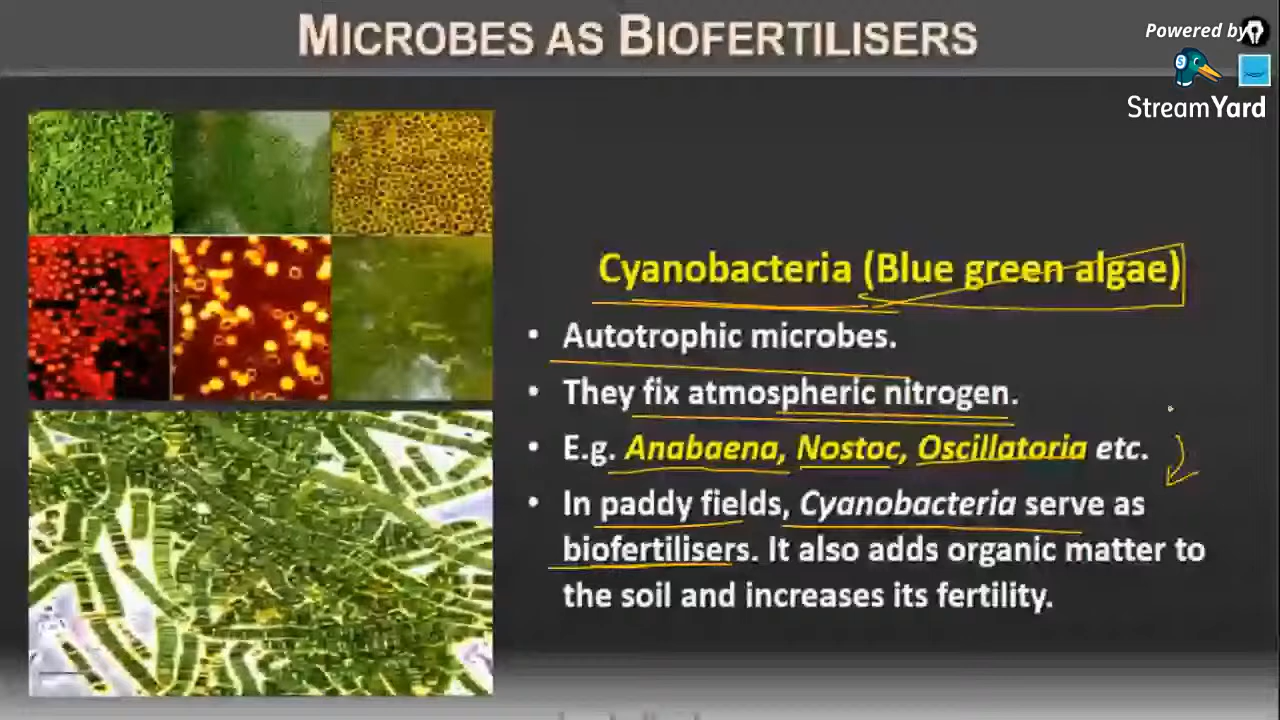 MICROBES AS BIOFERTILISERS
Powered by
StreamYard
Cyanobacteria (Blue green algae)
• Autotrophic microbes.
• They fix atmospheric nitrogen.
• E.g. Anabaena, Nostoc, Oscillatoria etc.
• In paddy fields, Cyanobacteria serve as
biofertilisers. It also adds organic matter to
the soil and increases its fertility.